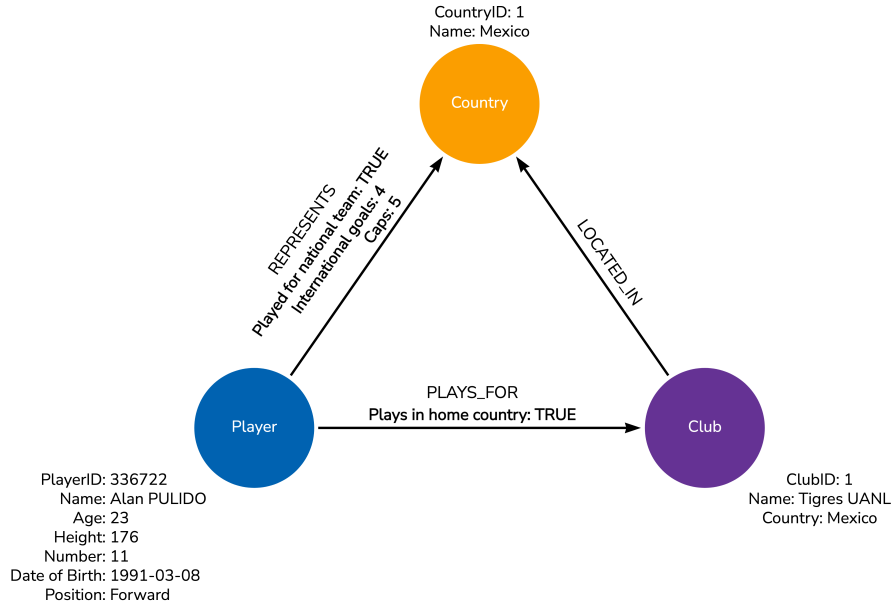 CountryID: 1
Name: Mexico
Country
REPRESENTS
Played for national team: TRUE
International goals: 4
Caps: 5
LOCATED_IN
PLAYS_FOR
Plays in home country: TRUE
Player
Club
PlayerID: 336722
Name: Alan PULIDO
Age: 23
Height: 176
Number: 11
Date of Birth: 1991-03-08
Position: Forward
ClubID: 1
Name: Tigres UANL
Country: Mexico